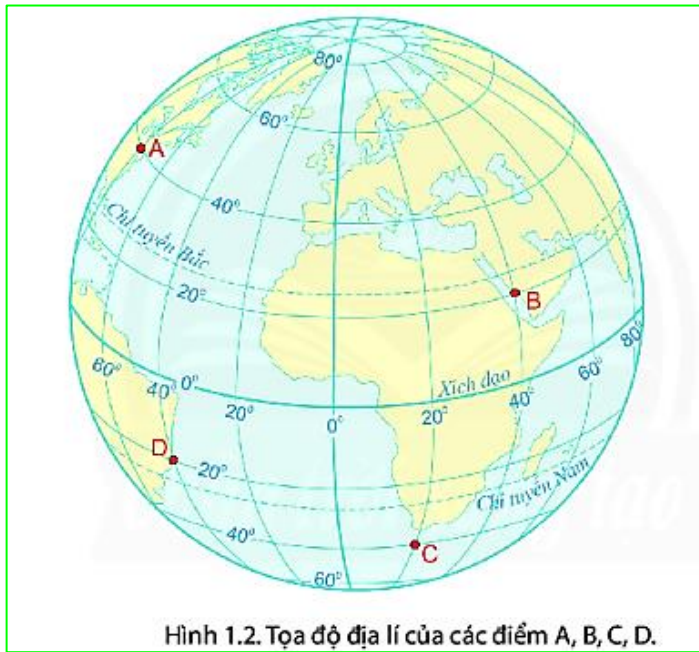 80°
60°
A
40°
Chí tuyến Bắc
20°
B
60°
40°
0°
20°
0°
Xích đạo
20°
40°
60°
80°
D
20°
Chí tuyến Nam
40°
C
60°
Hình 1.2. Tọa độ địa lí của các điểm A, B, C, D.